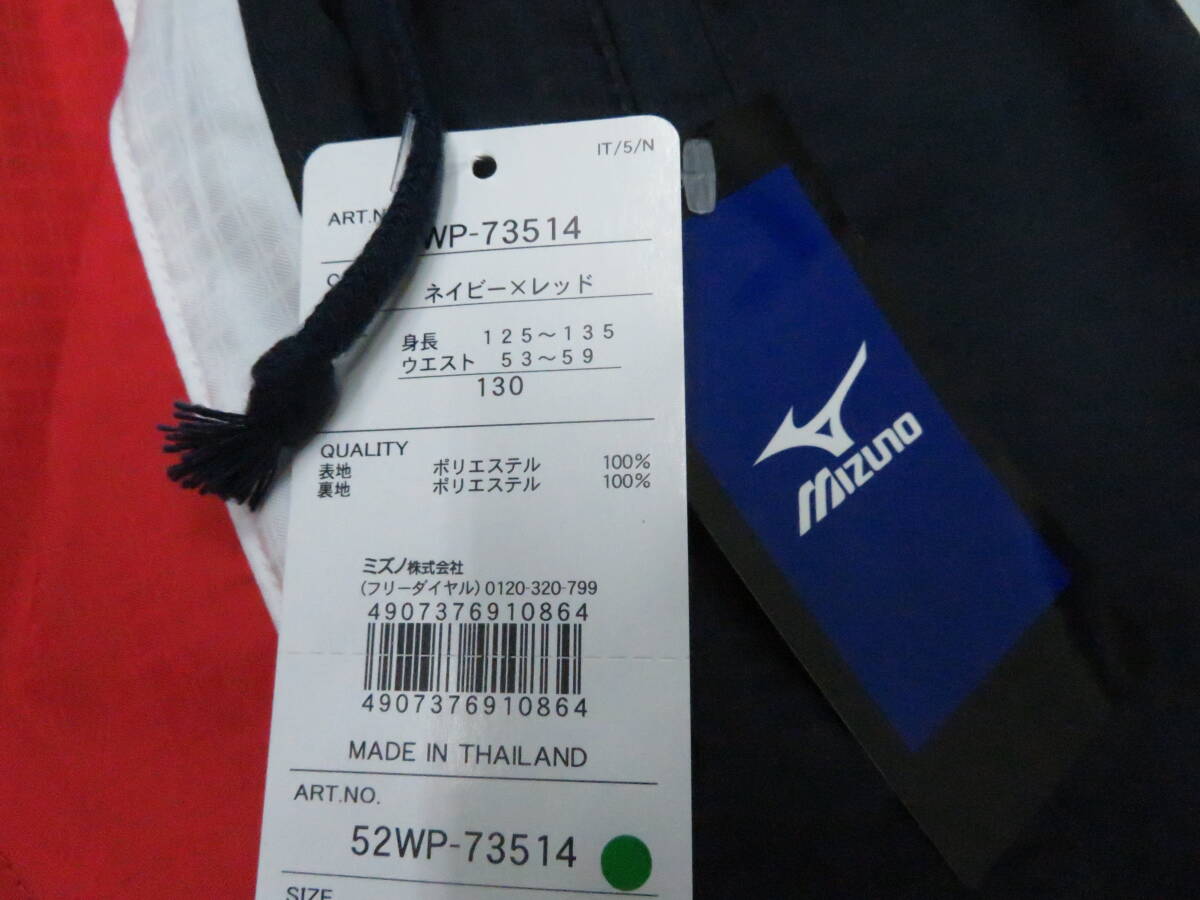 IT/5/N
ART.N
WP-73514
ネイビー×レッド
身長 125～135
ウエスト 53～59
130
QUALITY
表地 ポリエステル 100%
裏地 ポリエステル 100%
ミズノ株式会社
(フリーダイヤル)0120-320-799
4907376910864
4907376910864
MADE IN THAILAND
ART.NO.
52WP-73514
SIZE
MIZUNO